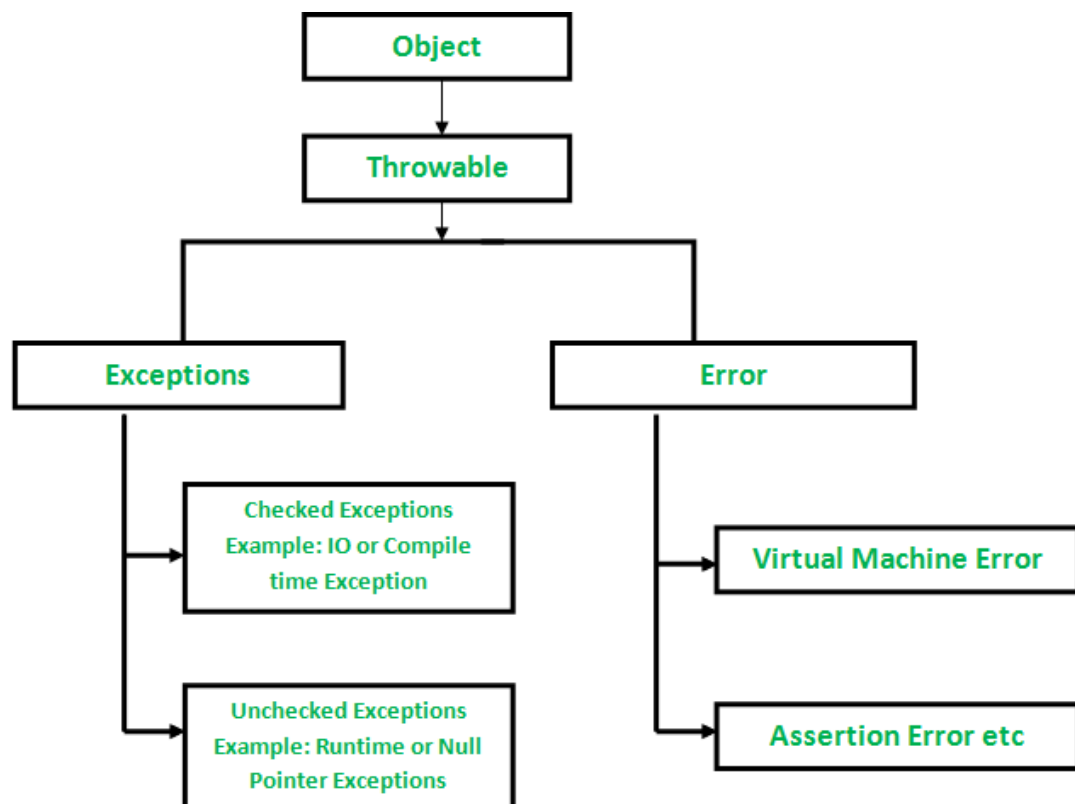 Object
Throwable
Exceptions
Error
Checked Exceptions
Example: IO or Compile
time Exception
Virtual Machine Error
Unchecked Exceptions
Example: Runtime or Null
Pointer Exceptions
Assertion Error etc